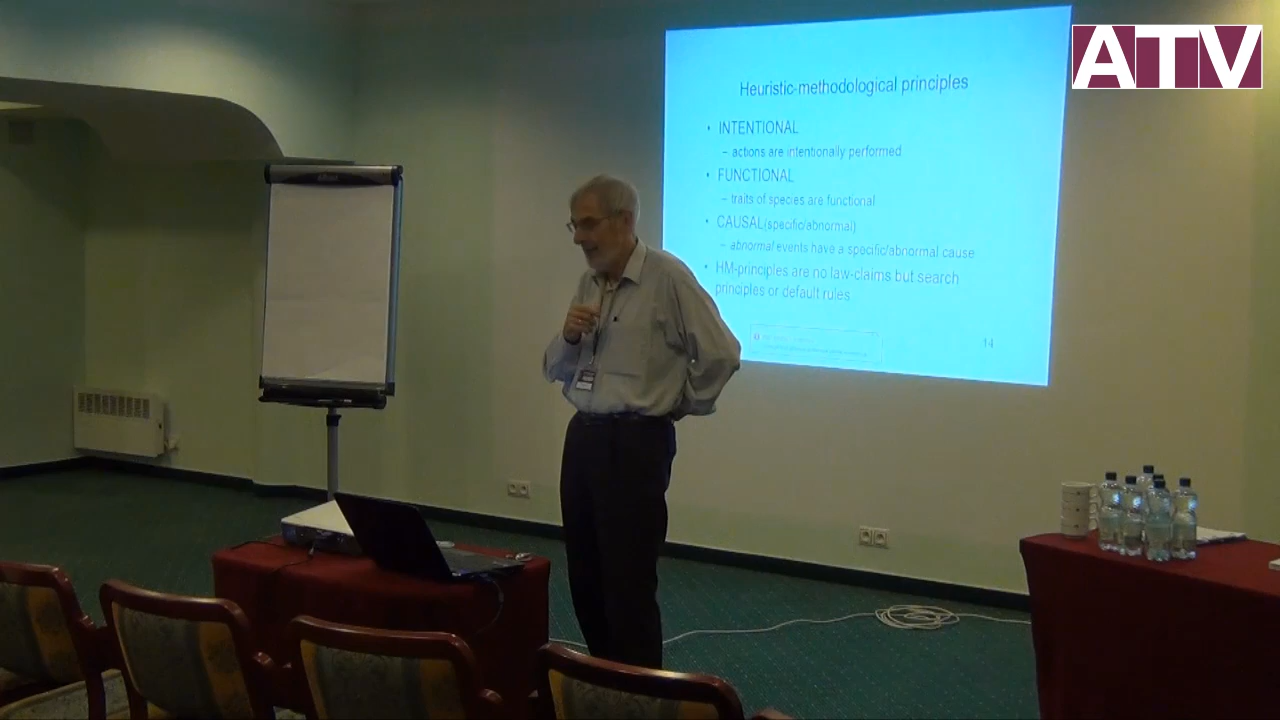 ATV
Heuristic-methodological principles
• INTENTIONAL
– actions are intentionally performed
• FUNCTIONAL
– traits of species are functional
• CAUSAL(specific/abnormal)
– abnormal events have a specific/abnormal cause
• HM-principles are no law-claims but search
principles or default rules
14